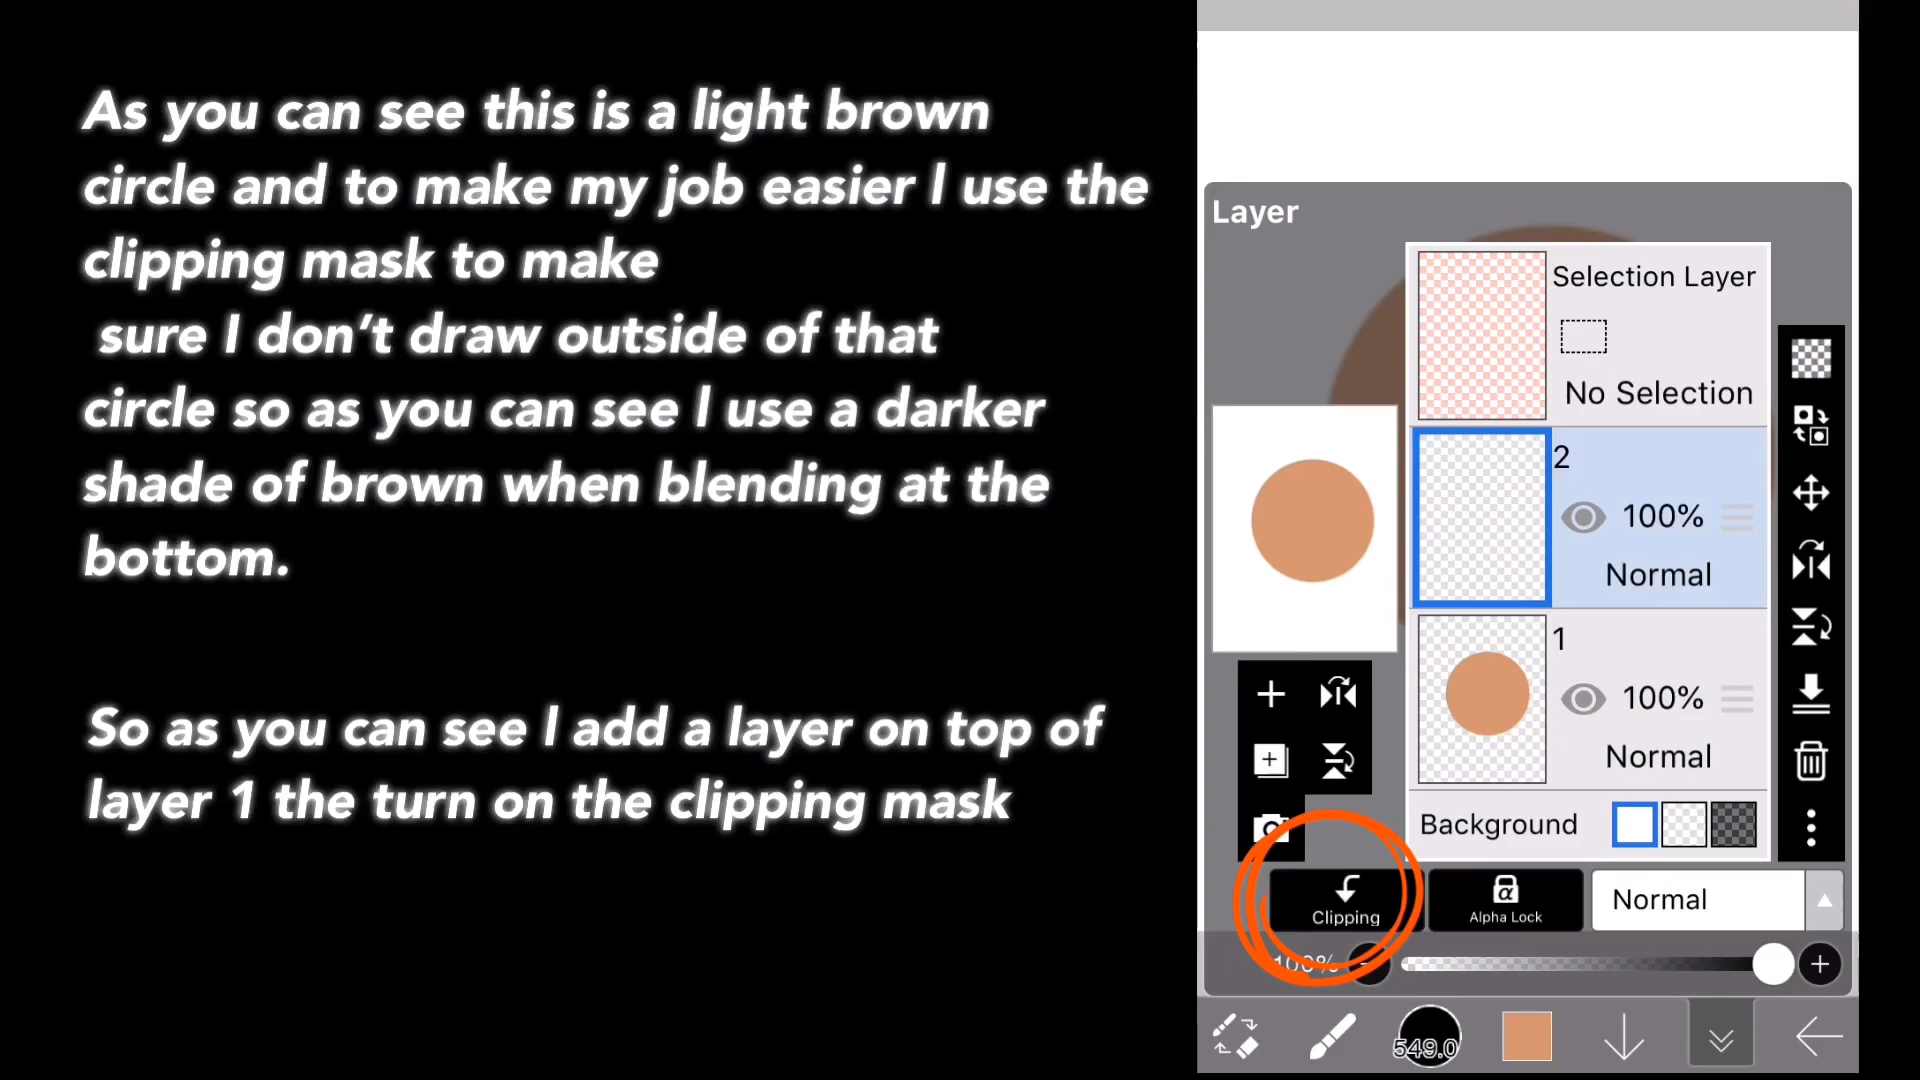 As you can see this is a light brown
circle and to make my job easier I use the
clipping mask to make
sure I don't draw outside of that
circle so as you can see I use a darker
shade of brown when blending at the
bottom.
So as you can see I add a layer on top of
layer 1 the turn on the clipping mask
Layer
Selection Layer
No Selection
2
100%
Normal
1
100%
Normal
Background
Clipping
Alpha Lock
Normal
100%
549.0